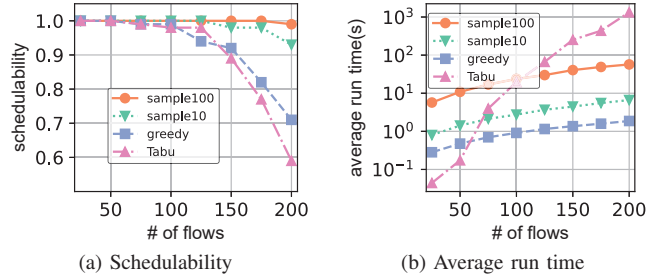 1.0
0.9
0.8
0.7
0.6
schedulability
sample100
sample10
greedy
Tabu
50
100
150
200
# of flows
(a) Schedulability
10³
10²
10¹
10⁰
10⁻¹
average run time(s)
sample100
sample10
greedy
Tabu
50
100
150
200
# of flows
(b) Average run time